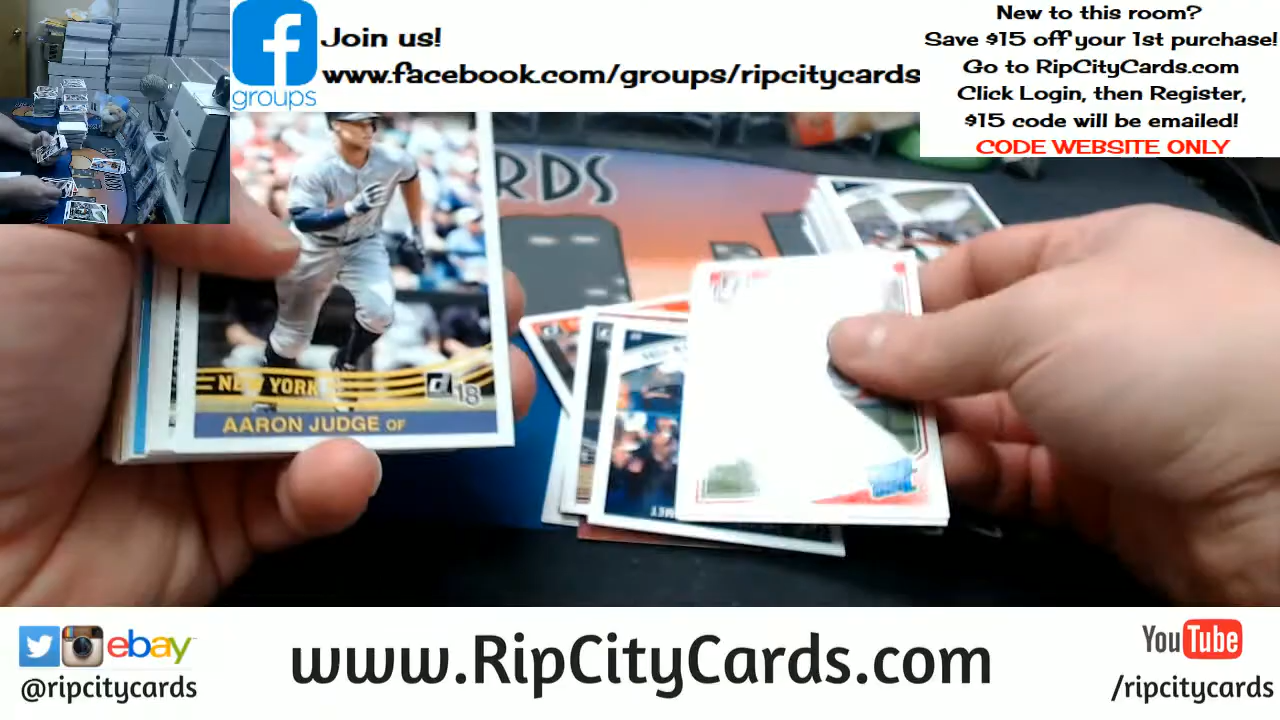 f
groups
Join us!
www.facebook.com/groups/ripcitycards
New to this room?
Save $15 off your 1st purchase!
Go to RipCityCards.com
Click Login, then Register,
$15 code will be emailed!
CODE WEBSITE ONLY
RDS
NEW YORK
18
AARON JUDGE OF
ebay
@ripcitycards
www.RipCityCards.com
YouTube
/ripcitycards